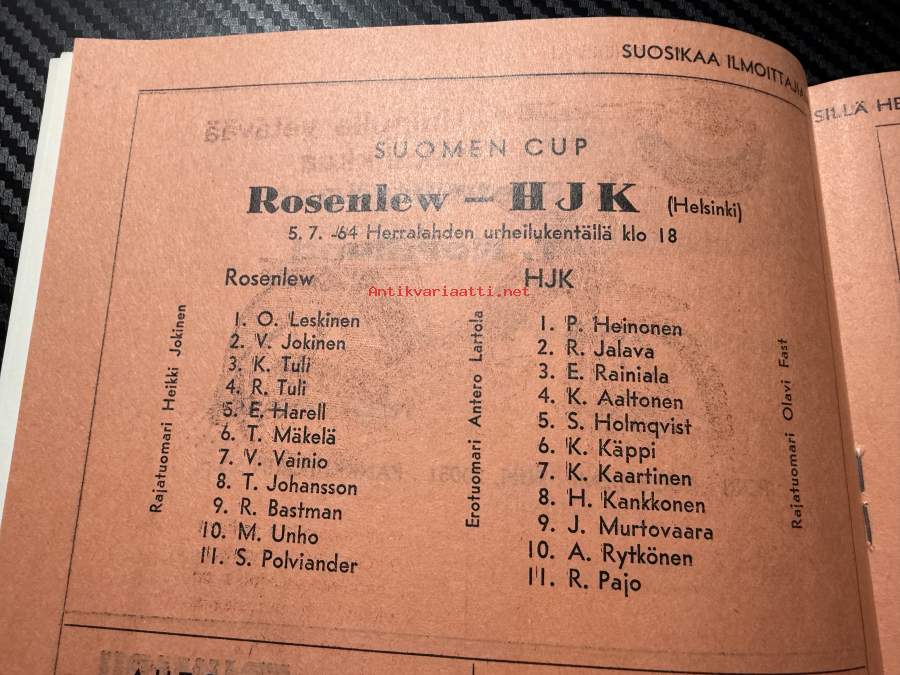 SUOSIKAA ILMOITTAJIA
SILLÄ HE
SUOMEN CUP
Rosenlew — HJK (Helsinki)
5. 7. -64 Herralahden urheilukentällä klo 18
Rosenlew
1. O. Leskinen
2. V. Jokinen
3. K. Tuli
4. R. Tuli
5. E. Harell
6. T. Mäkelä
7. V. Vainio
8. T. Johansson
9. R. Bastman
10. M. Unho
11. S. Polviander
HJK
1. P. Heinonen
2. R. Jalava
3. E. Rainiala
4. K. Aaltonen
5. S. Holmqvist
6. K. Käppi
7. K. Kaartinen
8. H. Kankkonen
9. J. Murtovaara
10. A. Rytkönen
11. R. Pajo
Rajatuomari Heikki Jokinen
Erotuomari Antero Lartola
Rajatuomari Olavi Fast
Antikvariaatti.net